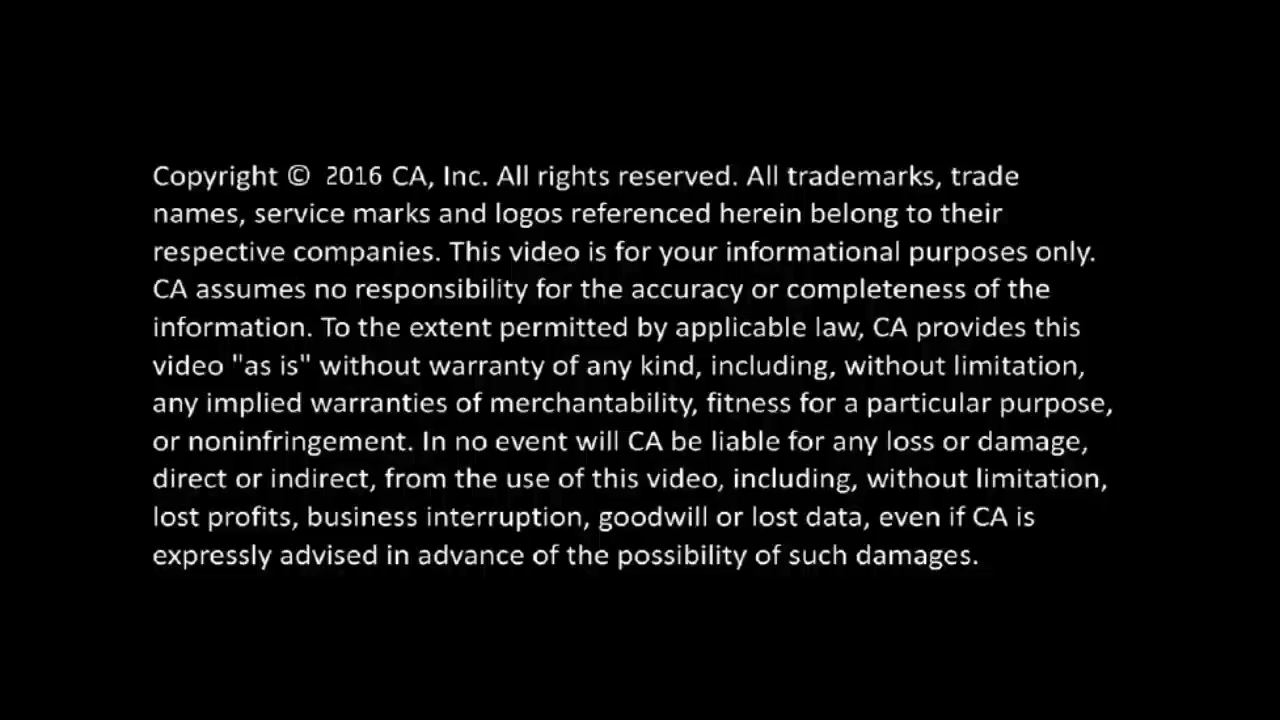 Copyright © 2016 CA, Inc. All rights reserved. All trademarks, trade
names, service marks and logos referenced herein belong to their
respective companies. This video is for your informational purposes only.
CA assumes no responsibility for the accuracy or completeness of the
information. To the extent permitted by applicable law, CA provides this
video "as is" without warranty of any kind, including, without limitation,
any implied warranties of merchantability, fitness for a particular purpose,
or noninfringement. In no event will CA be liable for any loss or damage,
direct or indirect, from the use of this video, including, without limitation,
lost profits, business interruption, goodwill or lost data, even if CA is
expressly advised in advance of the possibility of such damages.